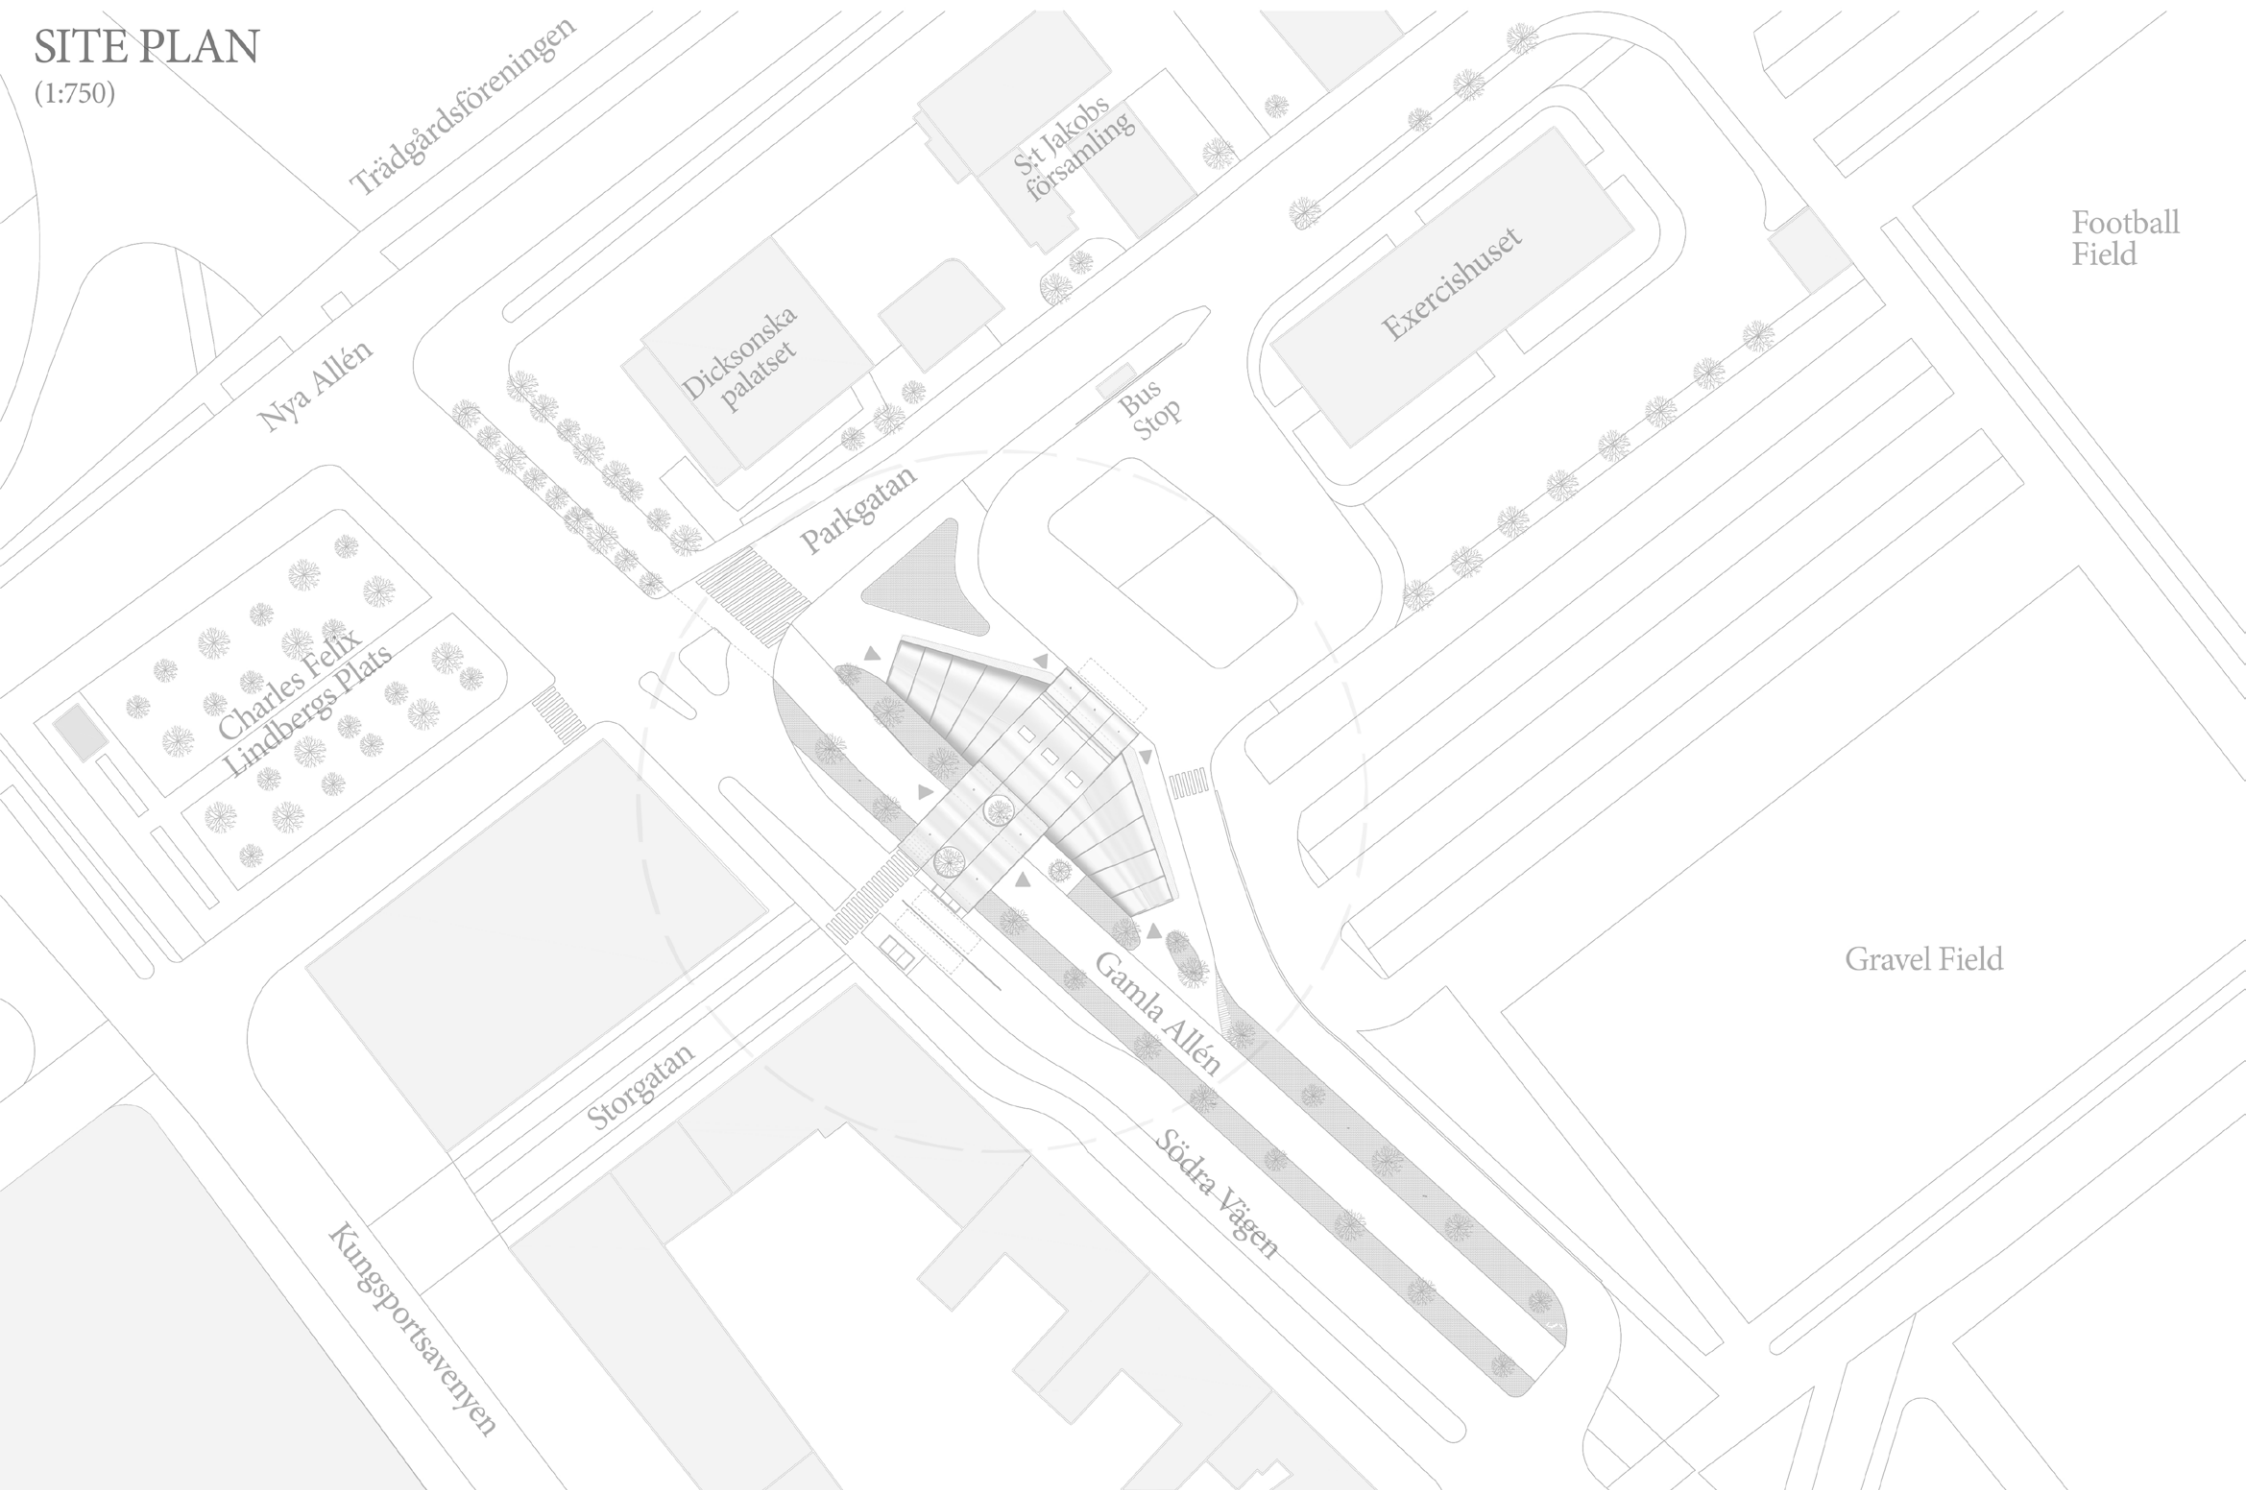 SITE PLAN
(1:750)
Trädgårdsföreningen
S:t Jakobs
församling
Football
Field
Exercishuset
Dicksonska
palatset
Nya Allén
Bus
Stop
Parkgatan
Charles Felix
Lindbergs Plats
Gravel Field
Gamla Allén
Storgatan
Södra Vägen
Kungsportsavenyen